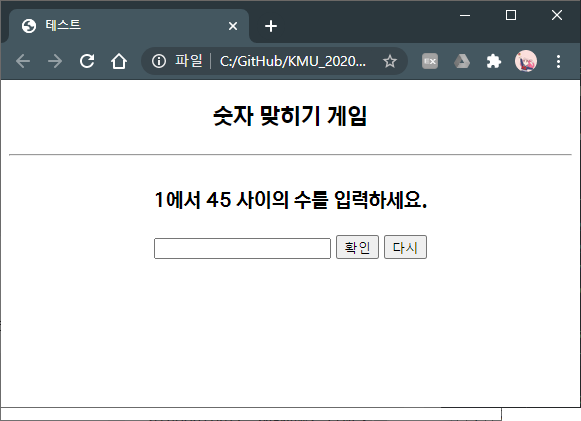 테스트
파일 C:/GitHub/KMU_2020...
EX
숫자 맞히기 게임
1에서 45 사이의 수를 입력하세요.
확인 다시